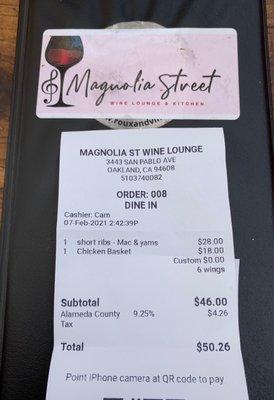 Magnolia Street
WINE LOUNGE & KITCHEN
.rouxandvi
MAGNOLIA ST WINE LOUNGE
3443 SAN PABLO AVE
OAKLAND, CA 94608
5103740082
ORDER: 008
DINE IN
Cashier: Cam
07-Feb-2021 2:42:39P
1 short ribs - Mac & yams $28.00
1 Chicken Basket $18.00
Custom $0.00
6 wings
Subtotal $46.00
Alameda County 9.25% $4.26
Tax
Total $50.26
Point iPhone camera at QR code to pay